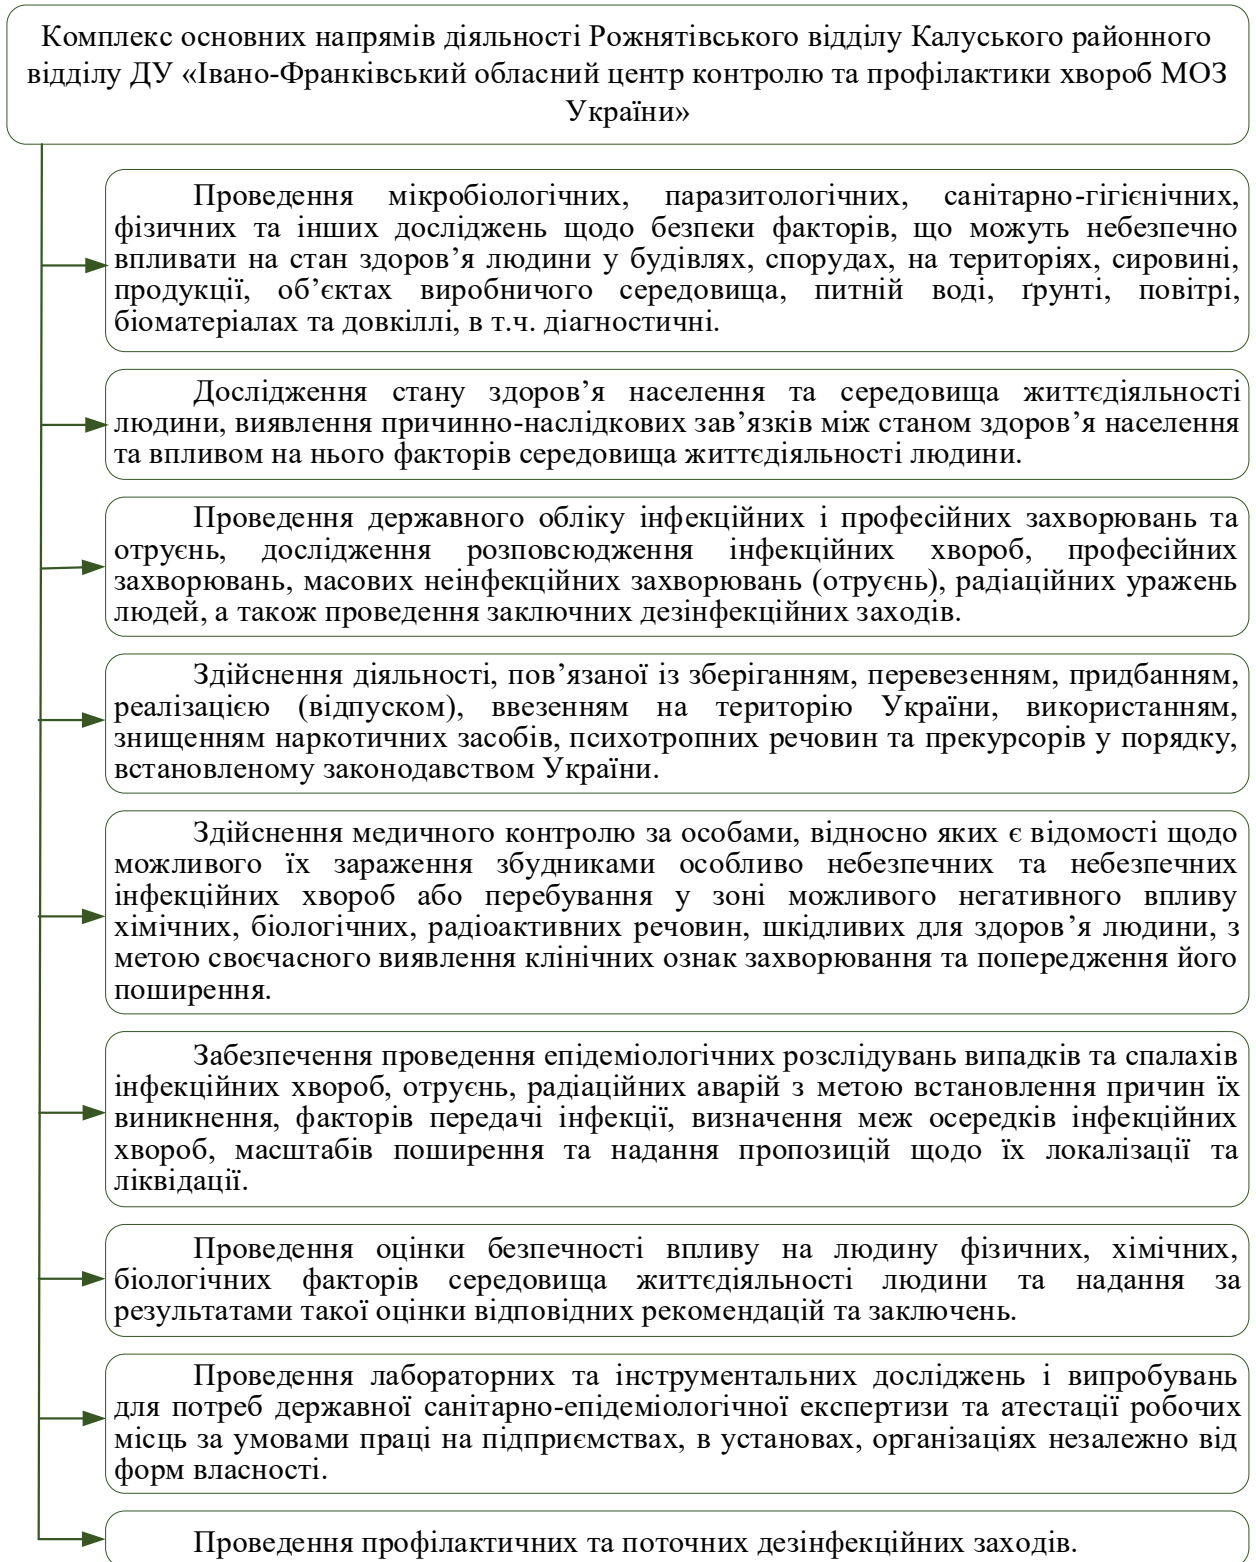 Комплекс основних напрямів діяльності Рожнятівського відділу Калуського районного
відділу ДУ «Івано-Франківський обласний центр контролю та профілактики хвороб МОЗ
України»
Проведення мікробіологічних, паразитологічних, санітарно-гігієнічних,
фізичних та інших досліджень щодо безпеки факторів, що можуть небезпечно
впливати на стан здоров’я людини у будівлях, спорудах, на територіях, сировині,
продукції, об’єктах виробничого середовища, питній воді, ґрунті, повітрі,
біоматеріалах та довкіллі, в т.ч. діагностичні.
Дослідження стану здоров’я населення та середовища життєдіяльності
людини, виявлення причинно-наслідкових зав’язків між станом здоров’я населення
та впливом на нього факторів середовища життєдіяльності людини.
Проведення державного обліку інфекційних і професійних захворювань та
отруєнь, дослідження розповсюдження інфекційних хвороб, професійних
захворювань, масових неінфекційних захворювань (отруєнь), радіаційних уражень
людей, а також проведення заключних дезінфекційних заходів.
Здійснення діяльності, пов’язаної із зберіганням, перевезенням, придбанням,
реалізацією (відпуском), ввезенням на територію України, використанням,
знищенням наркотичних засобів, психотропних речовин та прекурсорів у порядку,
встановленому законодавством України.
Здійснення медичного контролю за особами, відносно яких є відомості щодо
можливого їх зараження збудниками особливо небезпечних та небезпечних
інфекційних хвороб або перебування у зоні можливого негативного впливу
хімічних, біологічних, радіоактивних речовин, шкідливих для здоров’я людини, з
метою своєчасного виявлення клінічних ознак захворювання та попередження його
поширення.
Забезпечення проведення епідеміологічних розслідувань випадків та спалахів
інфекційних хвороб, отруєнь, радіаційних аварій з метою встановлення причин їх
виникнення, факторів передачі інфекції, визначення меж осередків інфекційних
хвороб, масштабів поширення та надання пропозицій щодо їх локалізації та
ліквідації.
Проведення оцінки безпечності впливу на людину фізичних, хімічних,
біологічних факторів середовища життєдіяльності людини та надання за
результатами такої оцінки відповідних рекомендацій та заключень.
Проведення лабораторних та інструментальних досліджень і випробувань
для потреб державної санітарно-епідеміологічної експертизи та атестації робочих
місць за умовами праці на підприємствах, в установах, організаціях незалежно від
форм власності.
Проведення профілактичних та поточних дезінфекційних заходів.